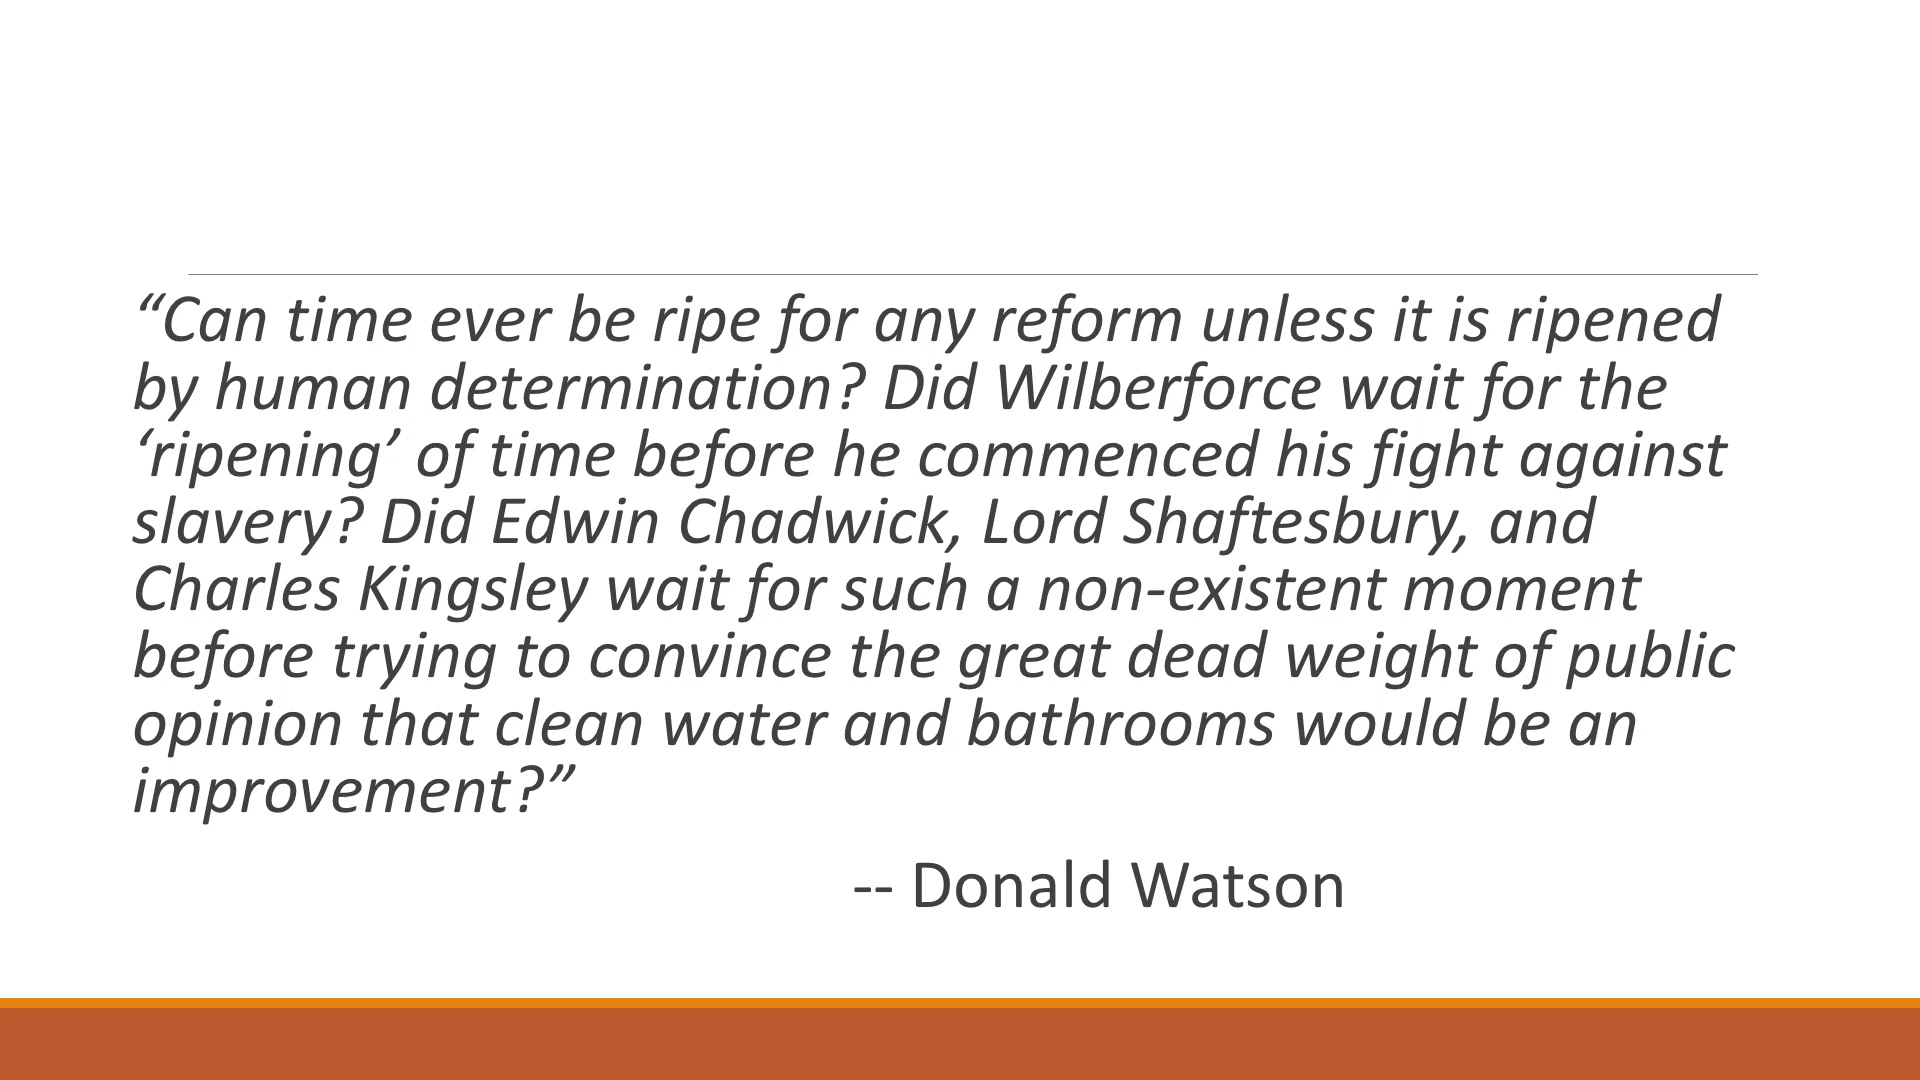 “Can time ever be ripe for any reform unless it is ripened
by human determination? Did Wilberforce wait for the
‘ripening’ of time before he commenced his fight against
slavery? Did Edwin Chadwick, Lord Shaftesbury, and
Charles Kingsley wait for such a non-existent moment
before trying to convince the great dead weight of public
opinion that clean water and bathrooms would be an
improvement?”
-- Donald Watson